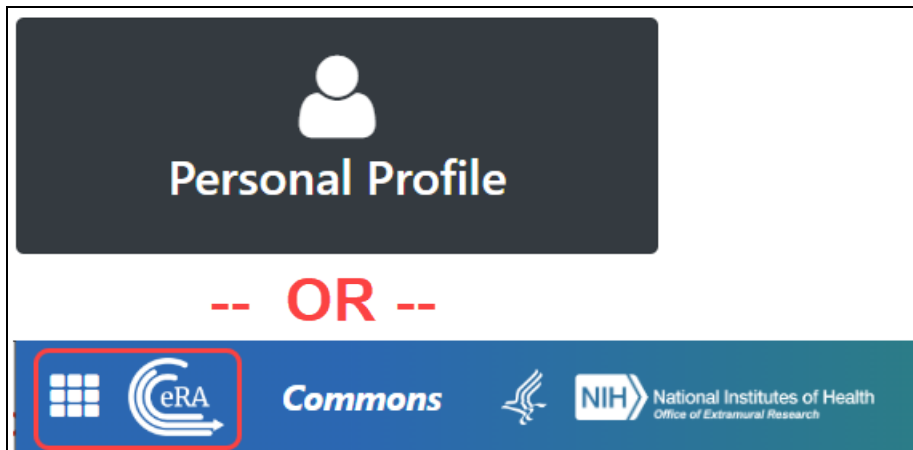 Personal Profile
-- OR --
eRA Commons NIH National Institutes of Health
Office of Extramural Research